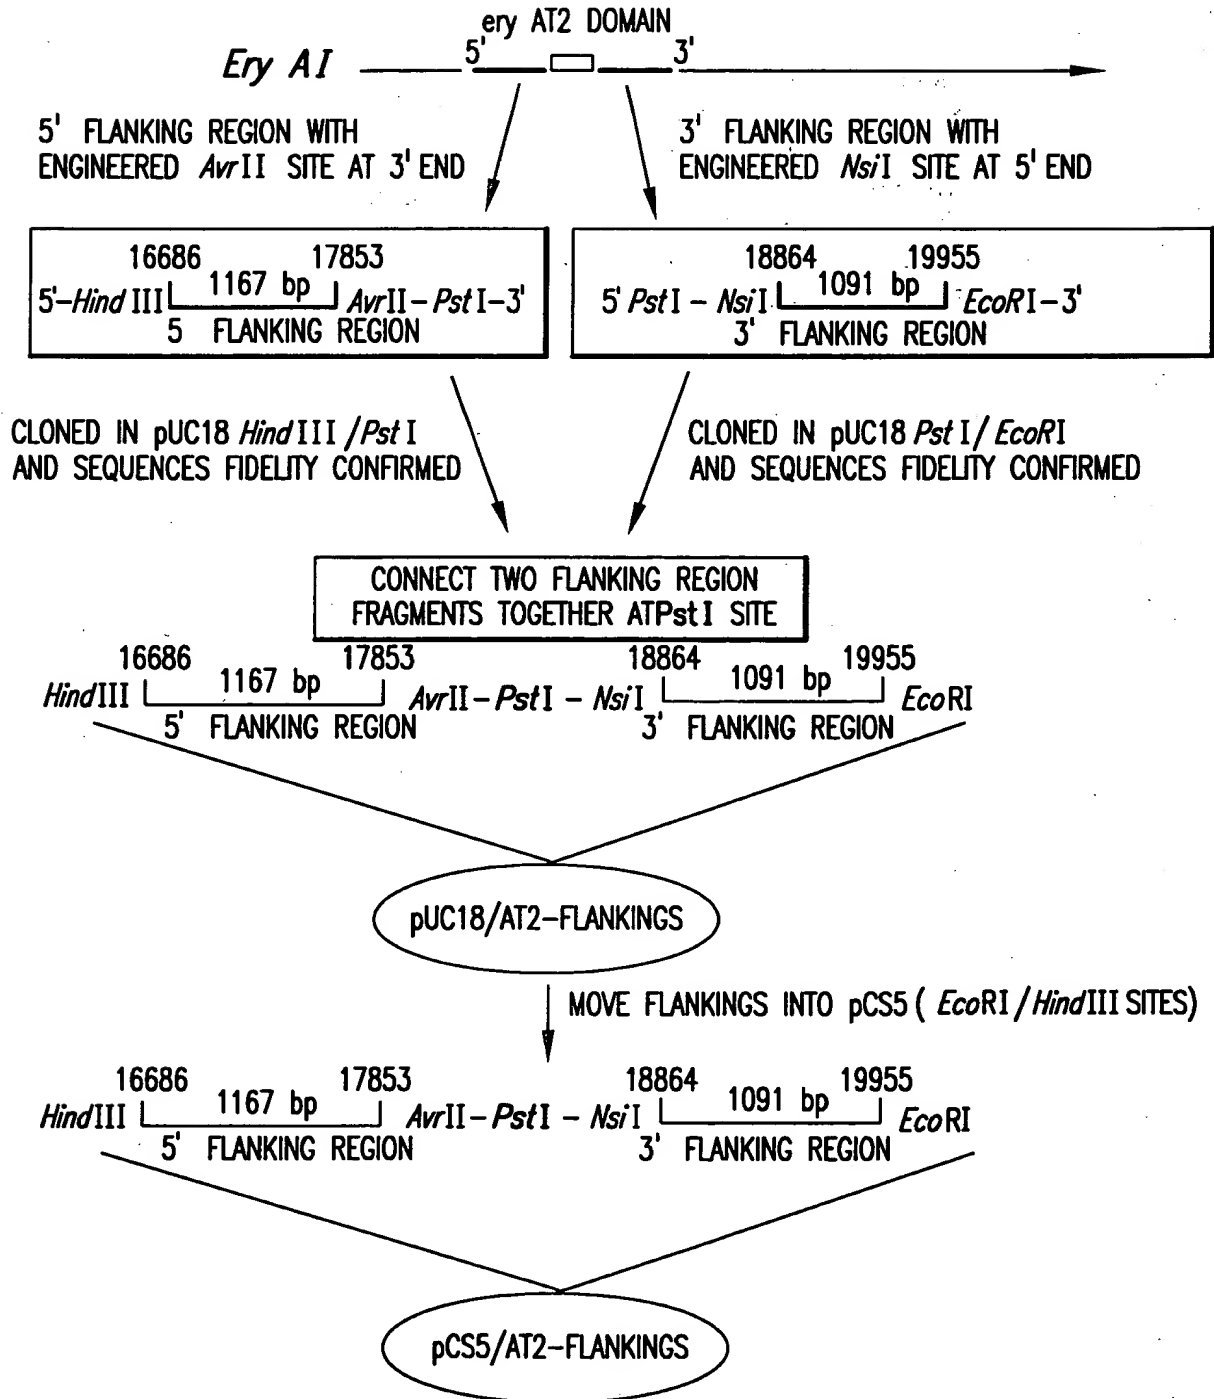 ery AT2 DOMAIN
Ery AI
5' 3'
5' FLANKING REGION WITH
ENGINEERED AvrII SITE AT 3' END
3' FLANKING REGION WITH
ENGINEERED NsiI SITE AT 5' END
16686 17853
1167 bp
5'-Hind III AvrII-PstI-3'
5 FLANKING REGION
18864 19955
1091 bp
5' PstI - NsiI EcoRI-3'
3' FLANKING REGION
CLONED IN pUC18 HindIII/PstI
AND SEQUENCES FIDELITY CONFIRMED
CLONED IN pUC18 PstI/EcoRI
AND SEQUENCES FIDELITY CONFIRMED
CONNECT TWO FLANKING REGION
FRAGMENTS TOGETHER ATPstI SITE
16686 17853 18864 19955
HindIII 1167 bp AvrII-PstI - NsiI 1091 bp EcoRI
5' FLANKING REGION 3' FLANKING REGION
pUC18/AT2-FLANKINGS
MOVE FLANKINGS INTO pCS5 ( EcoRI/HindIII SITES)
16686 17853 18864 19955
HindIII 1167 bp AvrII-PstI - NsiI 1091 bp EcoRI
5' FLANKING REGION 3' FLANKING REGION
pCS5/AT2-FLANKINGS